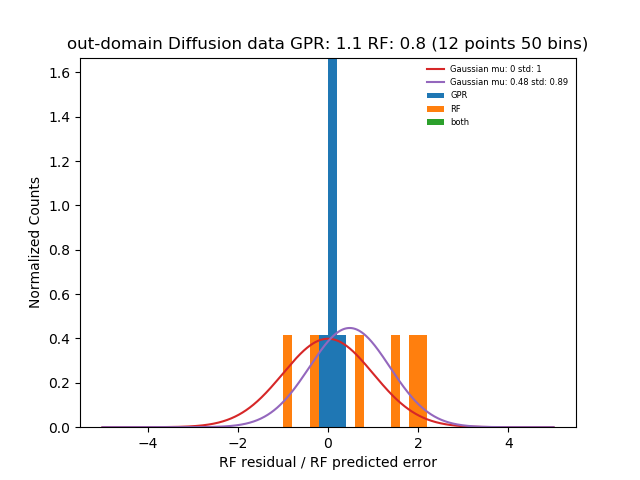 out-domain Diffusion data GPR: 1.1 RF: 0.8 (12 points 50 bins)
Gaussian mu: 0 std: 1
Gaussian mu: 0.48 std: 0.89
GPR
RF
both
Normalized Counts
1.6
1.4
1.2
1.0
0.8
0.6
0.4
0.2
0.0
−4
−2
0
2
4
RF residual / RF predicted error